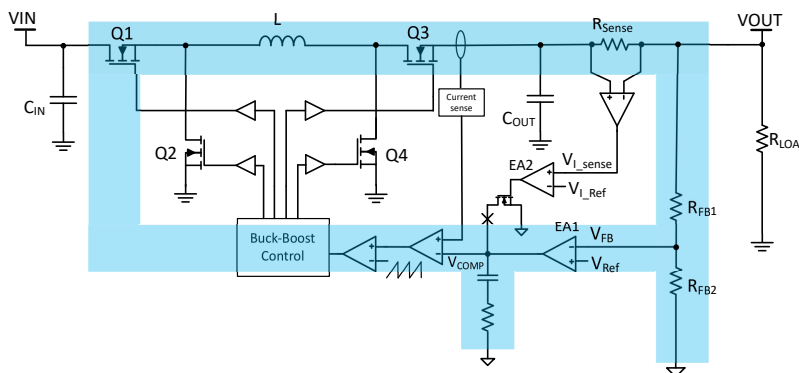 VIN
Q1
L
Q3
RSense
VOUT
CIN
Current
sense
COUT
Q2
Q4
RLOA
EA2
VI_sense
VI_Ref
RFB1
Buck-Boost
Control
VCOMP
EA1
VFB
VRef
RFB2